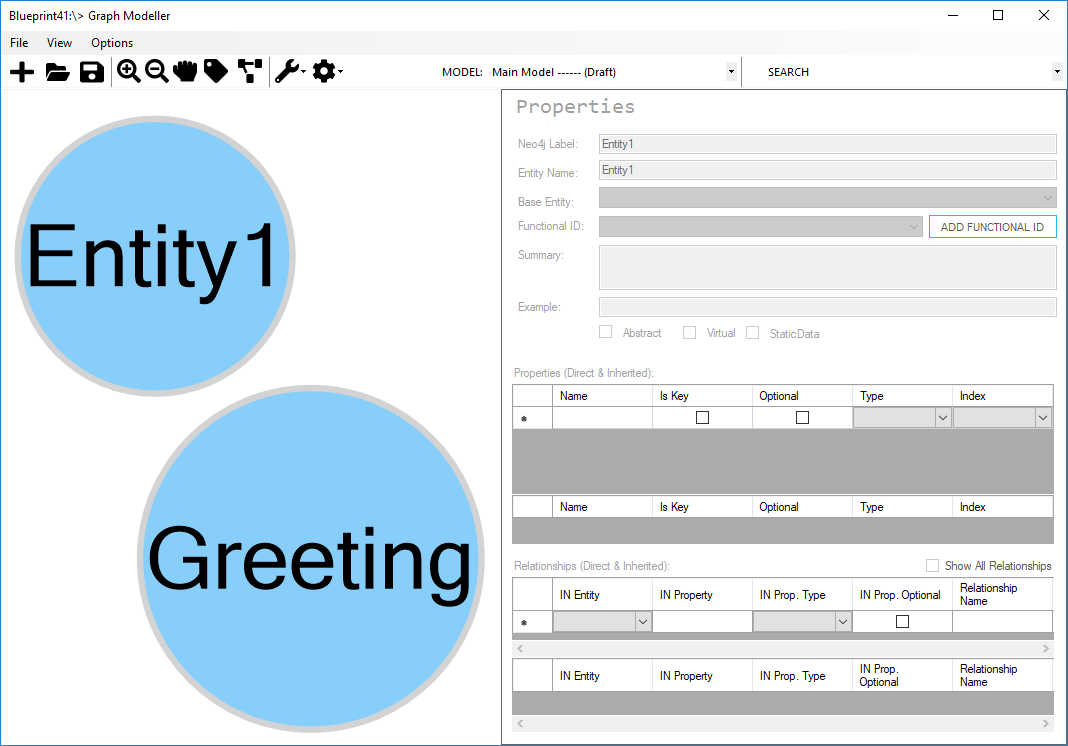 Blueprint41:\> Graph Modeller
File View Options
MODEL: Main Model ------ (Draft) SEARCH
Entity1
Greeting
Properties
Neo4j Label: Entity1
Entity Name: Entity1
Base Entity:
Functional ID: ADD FUNCTIONAL ID
Summary:
Example:
Abstract Virtual StaticData
Properties (Direct & Inherited):
Name Is Key Optional Type Index
Name Is Key Optional Type Index
Relationships (Direct & Inherited): Show All Relationships
IN Entity IN Property IN Prop. Type IN Prop. Optional Relationship
Name
IN Entity IN Property IN Prop. Type IN Prop. Relationship
Optional Name